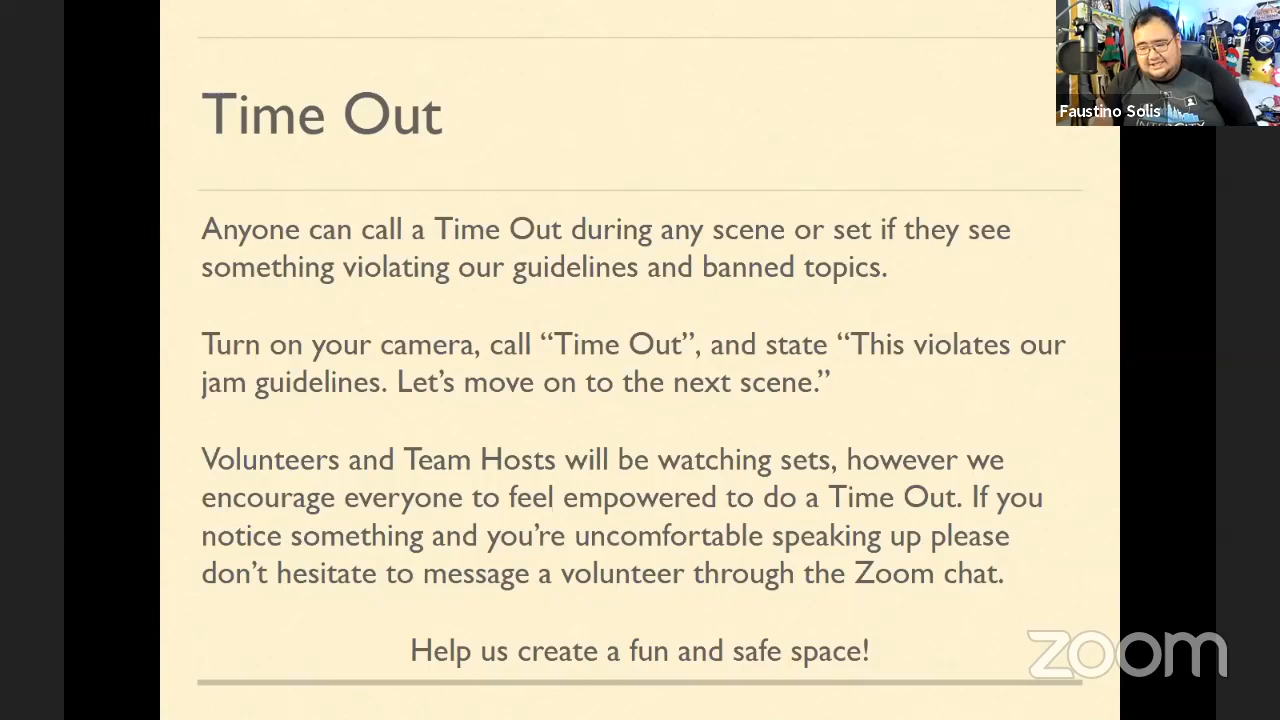 Time Out
Anyone can call a Time Out during any scene or set if they see
something violating our guidelines and banned topics.
Turn on your camera, call “Time Out”, and state “This violates our
jam guidelines. Let’s move on to the next scene.”
Volunteers and Team Hosts will be watching sets, however we
encourage everyone to feel empowered to do a Time Out. If you
notice something and you’re uncomfortable speaking up please
don’t hesitate to message a volunteer through the Zoom chat.
Help us create a fun and safe space!
Faustino Solis
zoom